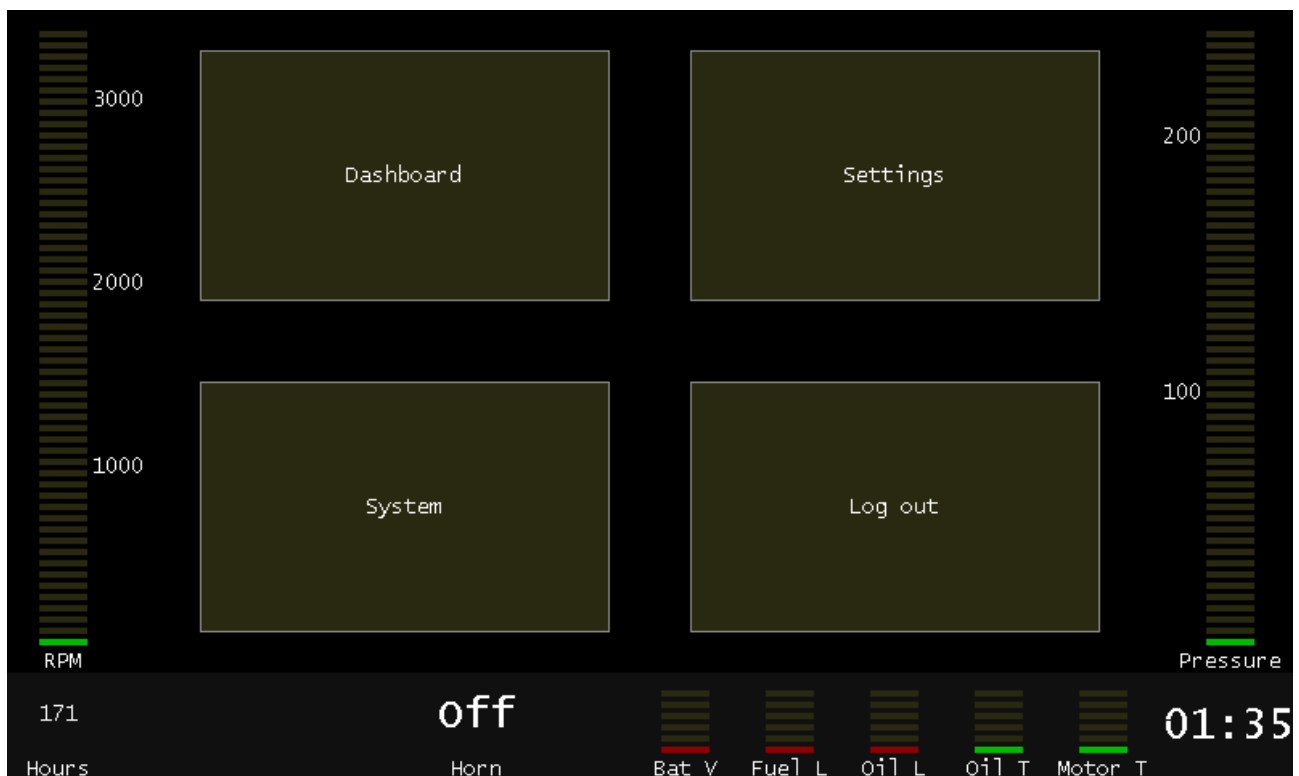 3000
200
Dashboard
Settings
2000
100
1000
System
Log out
RPM
Pressure
171
Off
01:35
Hours
Horn
Bat V
Fuel L
Oil L
Oil T
Motor T